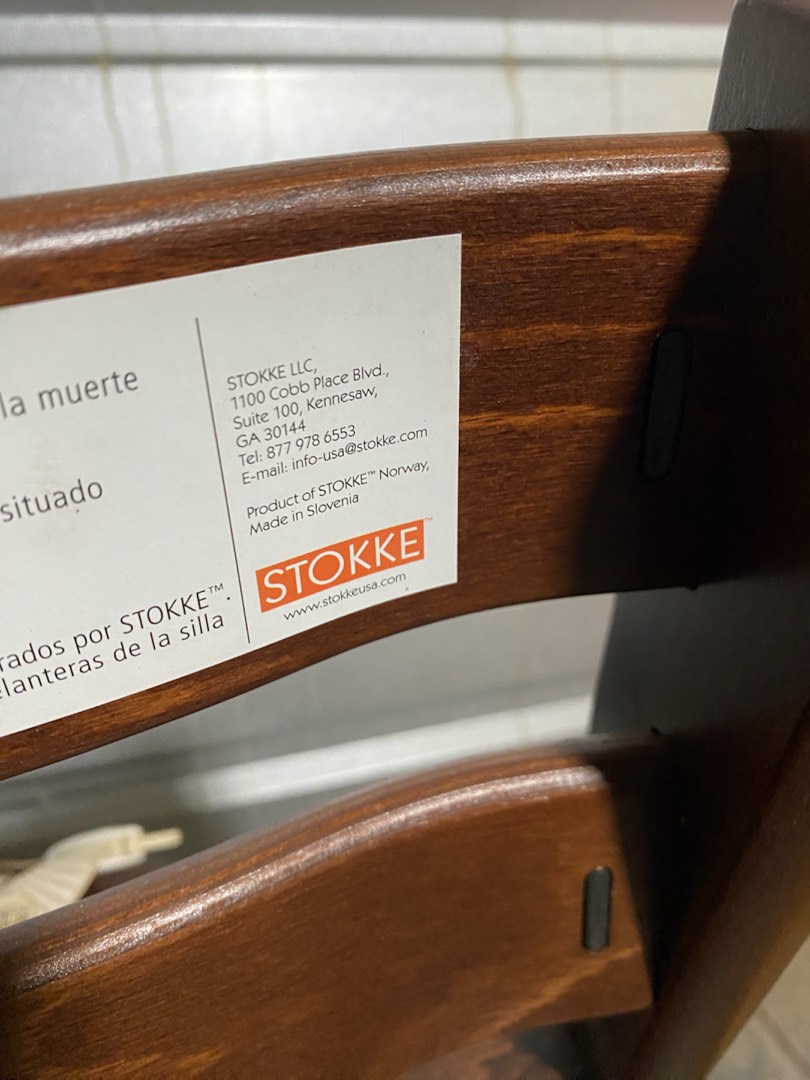 la muerte
situado
rados por STOKKE™.
elanteras de la silla
STOKKE LLC,
1100 Cobb Place Blvd.,
Suite 100, Kennesaw,
GA 30144
Tel: 877 978 6553
E-mail: info-usa@stokke.com
Product of STOKKE™ Norway,
Made in Slovenia
STOKKE™
www.stokkeusa.com